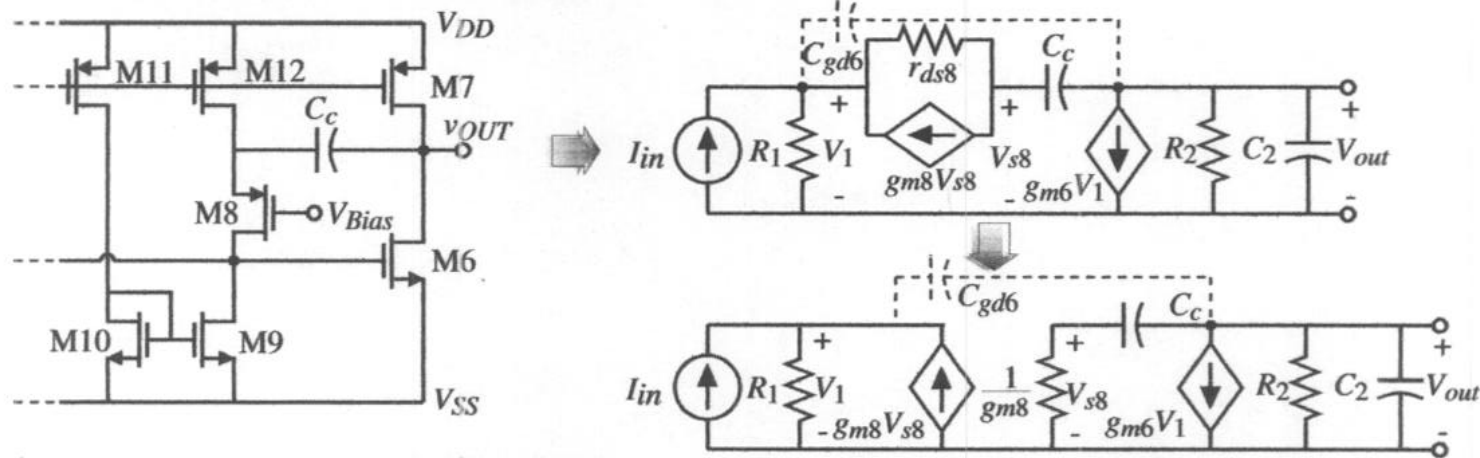 V_DD
M11
M12
M7
C_c
v_OUT
M8
V_Bias
M6
M10
M9
V_SS
C_gd6
r_ds8
C_c
I_in
R_1
+
V_1
-
g_m8V_s8
+
V_s8
-
g_m6V_1
R_2
C_2
+
V_out
-
C_gd6
C_c
I_in
R_1
+
V_1
-
g_m8V_s8
1
g_m8
+
V_s8
-
g_m6V_1
R_2
C_2
+
V_out
-